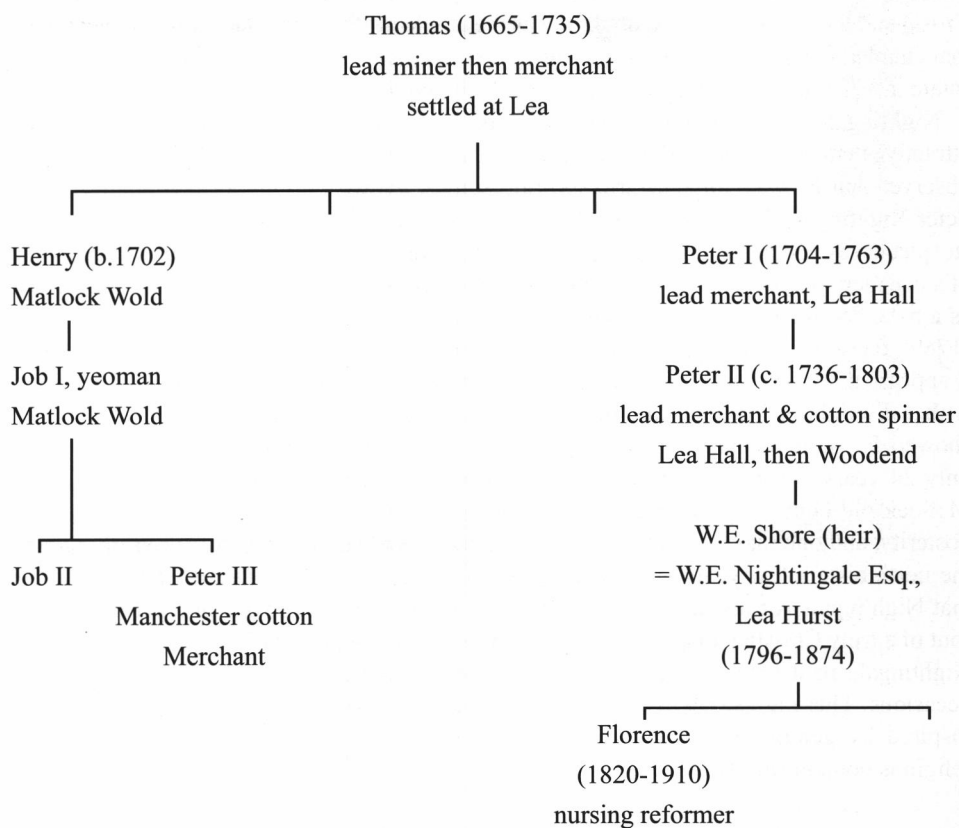 Thomas (1665-1735)
lead miner then merchant
settled at Lea
Henry (b.1702)
Matlock Wold
Peter I (1704-1763)
lead merchant, Lea Hall
Job I, yeoman
Matlock Wold
Peter II (c. 1736-1803)
lead merchant & cotton spinner
Lea Hall, then Woodend
Job II
Peter III
Manchester cotton
Merchant
W.E. Shore (heir)
= W.E. Nightingale Esq.,
Lea Hurst
(1796-1874)
Florence
(1820-1910)
nursing reformer